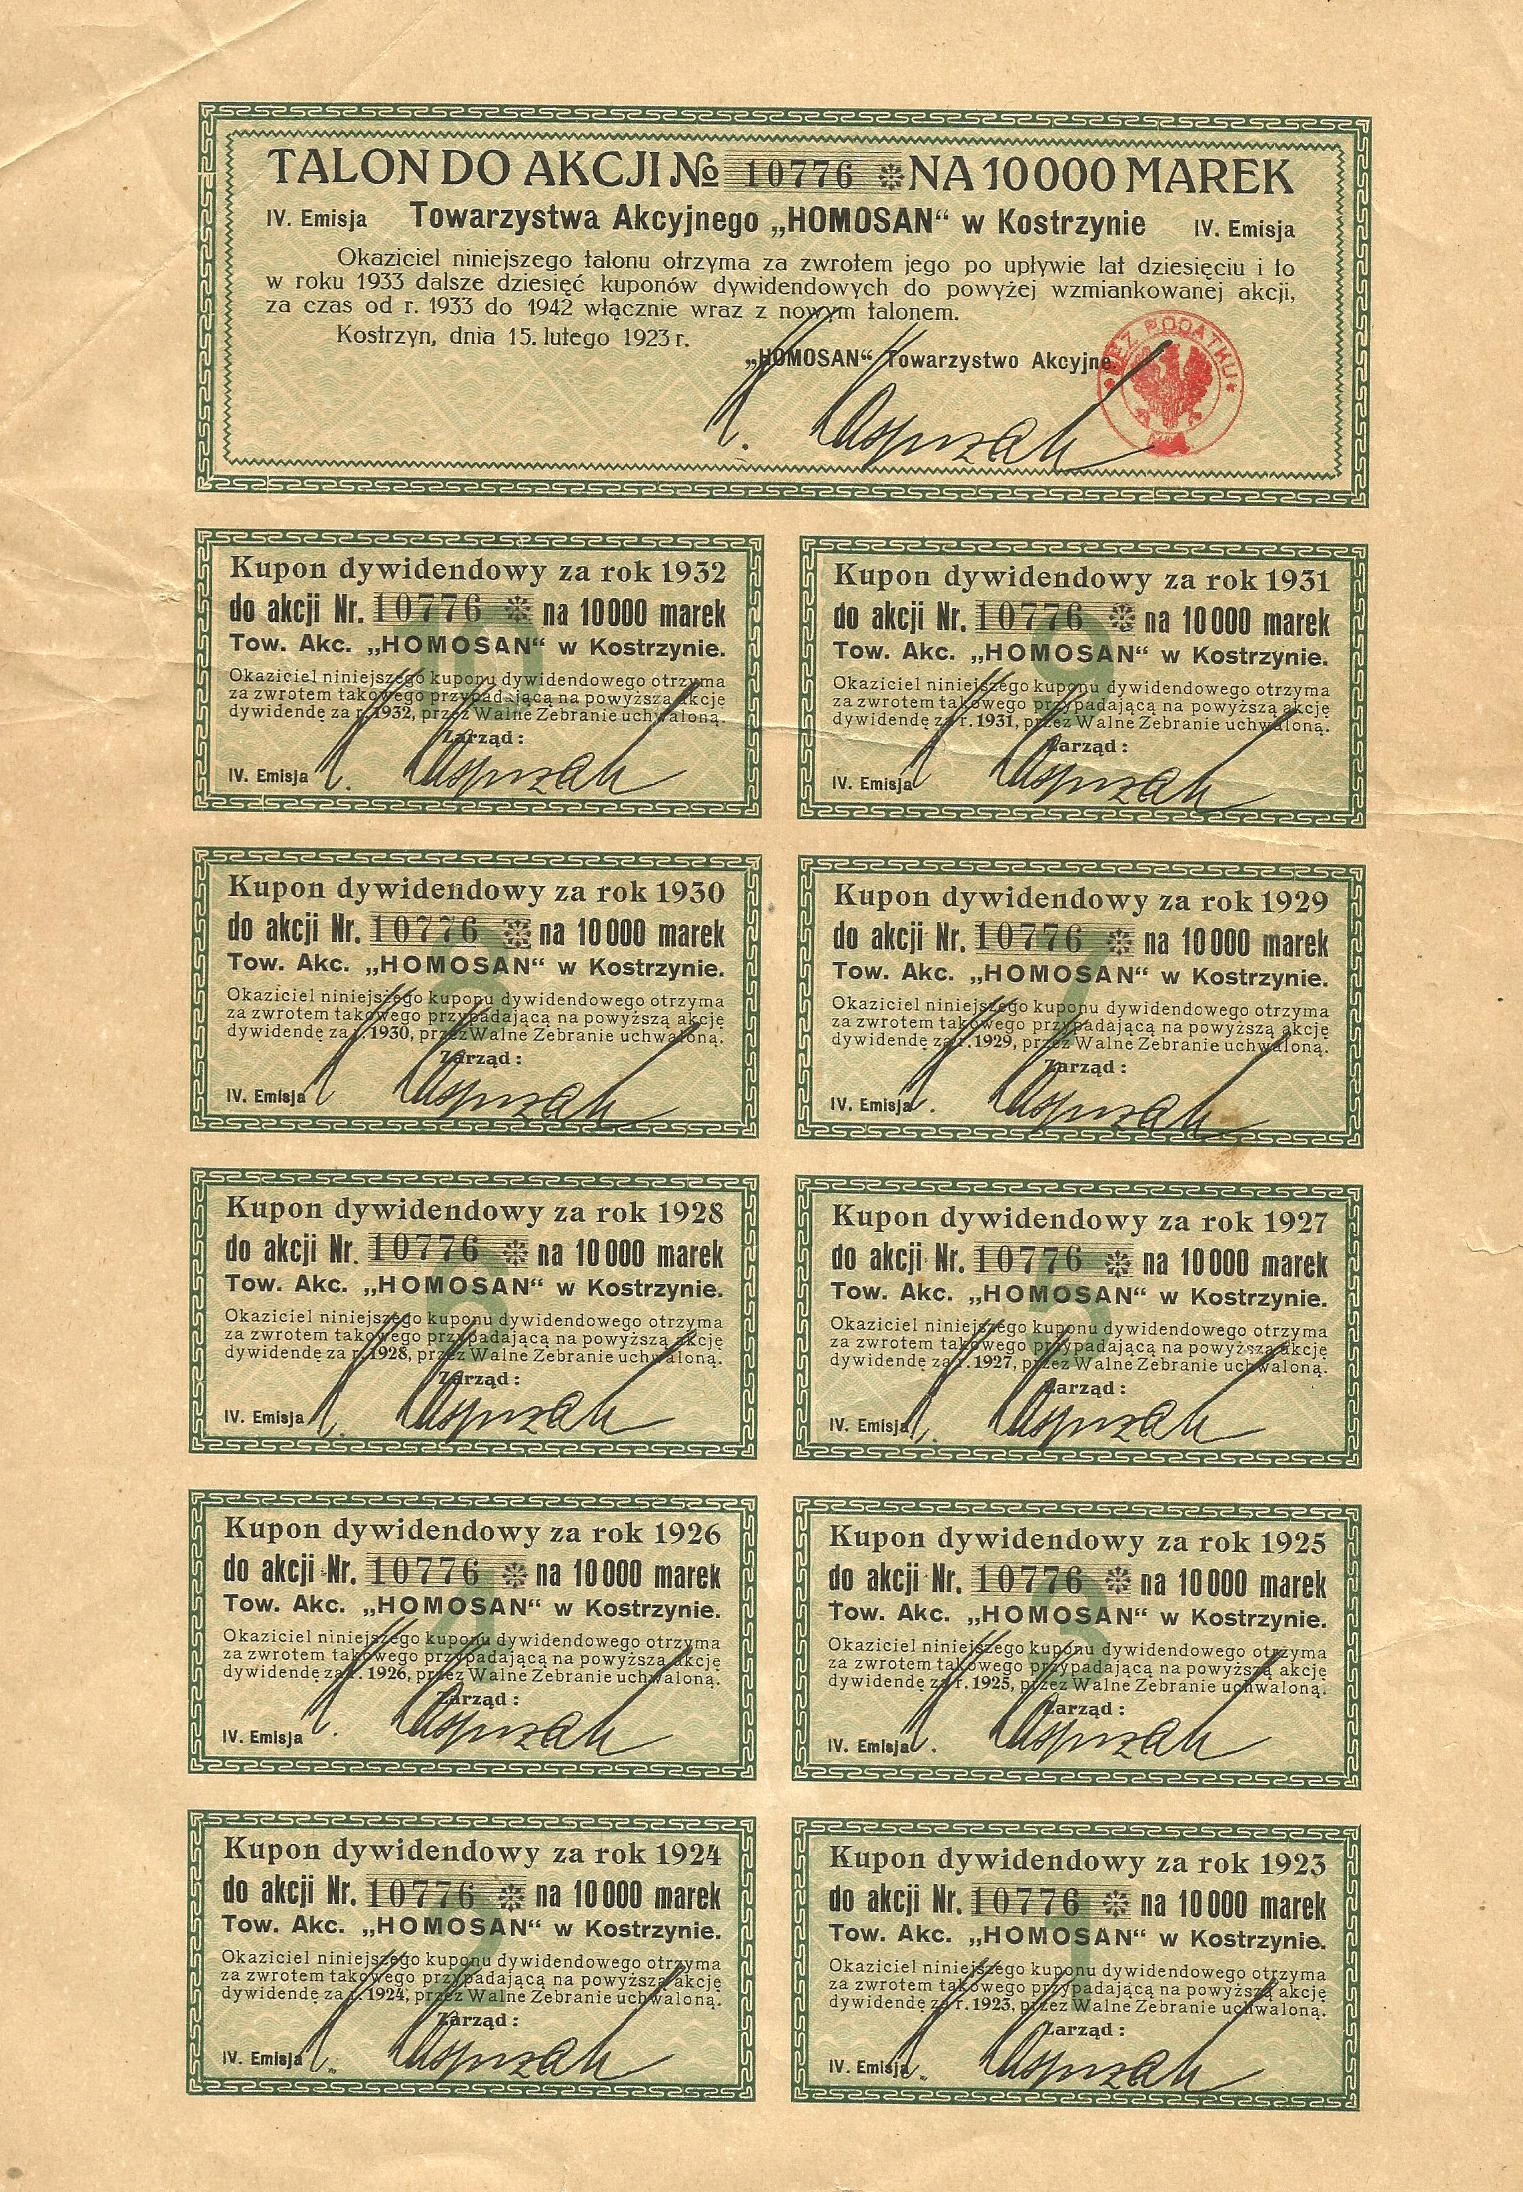 TALON DO AKCJI № 10776 NA 10000 MAREK
IV. Emisja Towarzystwa Akcyjnego „HOMOSAN“ w Kostrzynie IV. Emisja
Okaziciel niniejszego talonu otrzyma za zwrotem jego po upływie lat dziesięciu i to
w roku 1933 dalsze dziesięć kuponów dywidendowych do powyżej wzmiankowanej akcji,
za czas od r. 1933 do 1942 włącznie wraz z nowym talonem.
Kostrzyn, dnia 15. lutego 1923 r.
„HOMOSAN“ Towarzystwo Akcyjne.
BEZ PODATKU
Kupon dywidendowy za rok 1932
do akcji Nr. 10776 na 10000 marek
Tow. Akc. „HOMOSAN“ w Kostrzynie.
Okaziciel niniejszego kuponu dywidendowego otrzyma
za zwrotem takowego przypadającą na powyższą akcję
dywidendę za r. 1932, przez Walne Zebranie uchwaloną.
Zarząd:
IV. Emisja
10
Kupon dywidendowy za rok 1931
do akcji Nr. 10776 na 10000 marek
Tow. Akc. „HOMOSAN“ w Kostrzynie.
Okaziciel niniejszego kuponu dywidendowego otrzyma
za zwrotem takowego przypadającą na powyższą akcję
dywidendę za r. 1931, przez Walne Zebranie uchwaloną.
Zarząd:
IV. Emisja
9
Kupon dywidendowy za rok 1930
do akcji Nr. 10776 na 10000 marek
Tow. Akc. „HOMOSAN“ w Kostrzynie.
Okaziciel niniejszego kuponu dywidendowego otrzyma
za zwrotem takowego przypadającą na powyższą akcję
dywidendę za r. 1930, przez Walne Zebranie uchwaloną.
Zarząd:
IV. Emisja
8
Kupon dywidendowy za rok 1929
do akcji Nr. 10776 na 10000 marek
Tow. Akc. „HOMOSAN“ w Kostrzynie.
Okaziciel niniejszego kuponu dywidendowego otrzyma
za zwrotem takowego przypadającą na powyższą akcję
dywidendę za r. 1929, przez Walne Zebranie uchwaloną.
Zarząd:
IV. Emisja
7
Kupon dywidendowy za rok 1928
do akcji Nr. 10776 na 10000 marek
Tow. Akc. „HOMOSAN“ w Kostrzynie.
Okaziciel niniejszego kuponu dywidendowego otrzyma
za zwrotem takowego przypadającą na powyższą akcję
dywidendę za r. 1928, przez Walne Zebranie uchwaloną.
Zarząd:
IV. Emisja
6
Kupon dywidendowy za rok 1927
do akcji Nr. 10776 na 10000 marek
Tow. Akc. „HOMOSAN“ w Kostrzynie.
Okaziciel niniejszego kuponu dywidendowego otrzyma
za zwrotem takowego przypadającą na powyższą akcję
dywidendę za r. 1927, przez Walne Zebranie uchwaloną.
Zarząd:
IV. Emisja
5
Kupon dywidendowy za rok 1926
do akcji Nr. 10776 na 10000 marek
Tow. Akc. „HOMOSAN“ w Kostrzynie.
Okaziciel niniejszego kuponu dywidendowego otrzyma
za zwrotem takowego przypadającą na powyższą akcję
dywidendę za r. 1926, przez Walne Zebranie uchwaloną.
Zarząd:
IV. Emisja
4
Kupon dywidendowy za rok 1925
do akcji Nr. 10776 na 10000 marek
Tow. Akc. „HOMOSAN“ w Kostrzynie.
Okaziciel niniejszego kuponu dywidendowego otrzyma
za zwrotem takowego przypadającą na powyższą akcję
dywidendę za r. 1925, przez Walne Zebranie uchwaloną.
Zarząd:
IV. Emisja
3
Kupon dywidendowy za rok 1924
do akcji Nr. 10776 na 10000 marek
Tow. Akc. „HOMOSAN“ w Kostrzynie.
Okaziciel niniejszego kuponu dywidendowego otrzyma
za zwrotem takowego przypadającą na powyższą akcję
dywidendę za r. 1924, przez Walne Zebranie uchwaloną.
Zarząd:
IV. Emisja
2
Kupon dywidendowy za rok 1923
do akcji Nr. 10776 na 10000 marek
Tow. Akc. „HOMOSAN“ w Kostrzynie.
Okaziciel niniejszego kuponu dywidendowego otrzyma
za zwrotem takowego przypadającą na powyższą akcję
dywidendę za r. 1923, przez Walne Zebranie uchwaloną.
Zarząd:
IV. Emisja
1